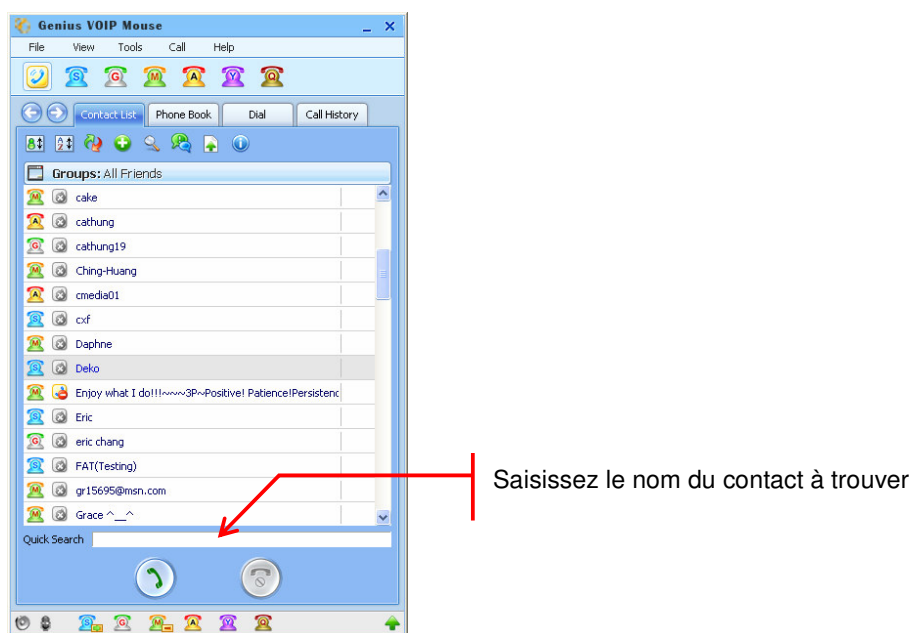 Genius VOIP Mouse
File View Tools Call Help
S G M A Y Q
Contact List Phone Book Dial Call History
Groups: All Friends
M cake
A cathung
G cathung19
M Ching-Huang
A cmedia01
S cxf
M Daphne
S Deko
M Enjoy what I do!!!~~~3P~Positive! Patience!Persistenc
S Eric
G eric chang
S FAT(Testing)
M gr15695@msn.com
Saisissez le nom du contact à trouver
M Grace ^__^
Quick Search
S G M A Y Q